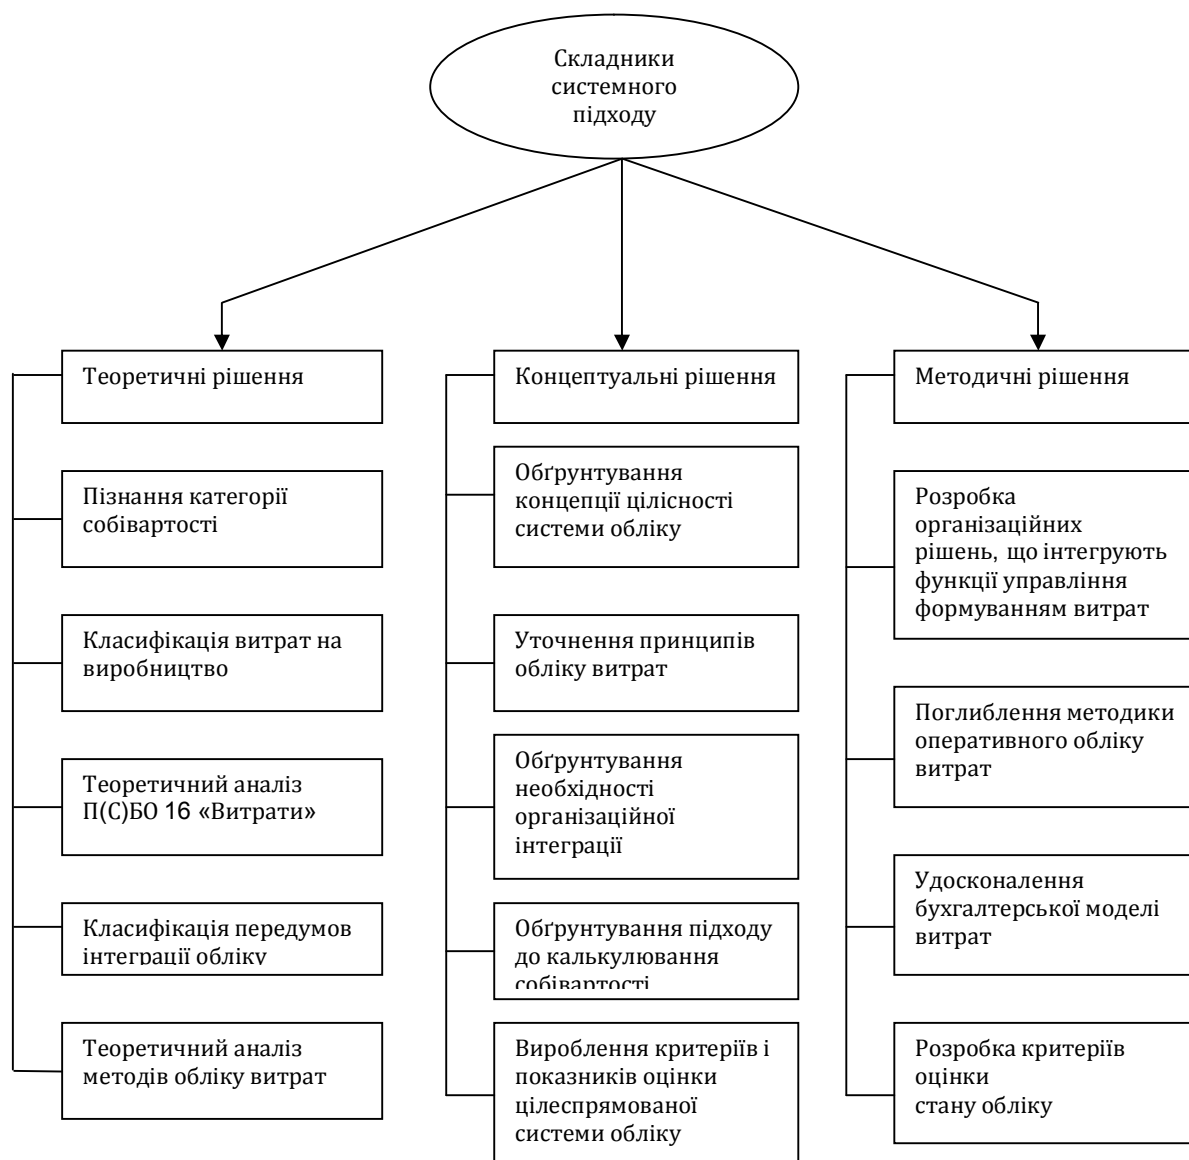 Складники
системного
підходу
Теоретичні рішення
Пізнання категорії
собівартості
Класифікація витрат на
виробництво
Теоретичний аналіз
П(С)БО 16 «Витрати»
Класифікація передумов
інтеграції обліку
Теоретичний аналіз
методів обліку витрат
Концептуальні рішення
Обґрунтування
концепції цілісності
системи обліку
Уточнення принципів
обліку витрат
Обґрунтування
необхідності
організаційної
інтеграції
Обґрунтування підходу
до калькулювання
собівартості
Вироблення критеріїв і
показників оцінки
цілеспрямованої
системи обліку
Методичні рішення
Розробка
організаційних
рішень, що інтегрують
функції управління
формуванням витрат
Поглиблення методики
оперативного обліку
витрат
Удосконалення
бухгалтерської моделі
витрат
Розробка критеріїв
оцінки
стану обліку